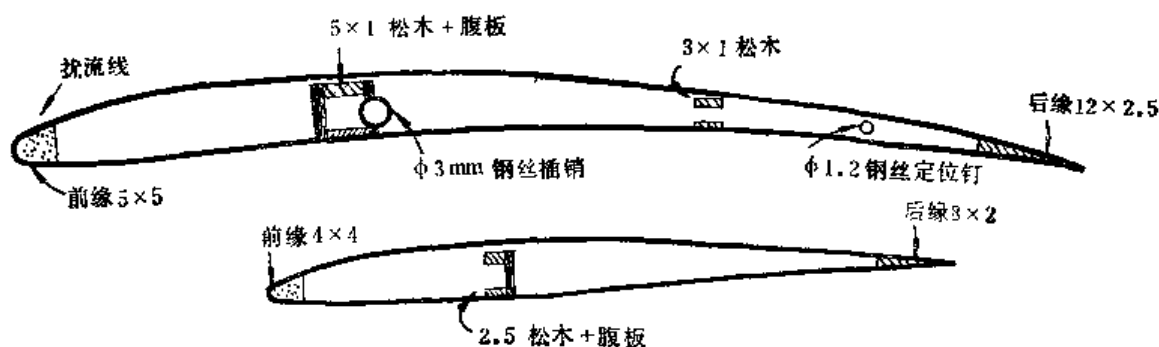 5×1 松木+腹板
3×1松木
扰流线
后缘12×2.5
φ3mm 钢丝插销
φ1.2钢丝定位钉
前缘5×5
后缘8×2
前缘4×4
2.5 松木+腹板